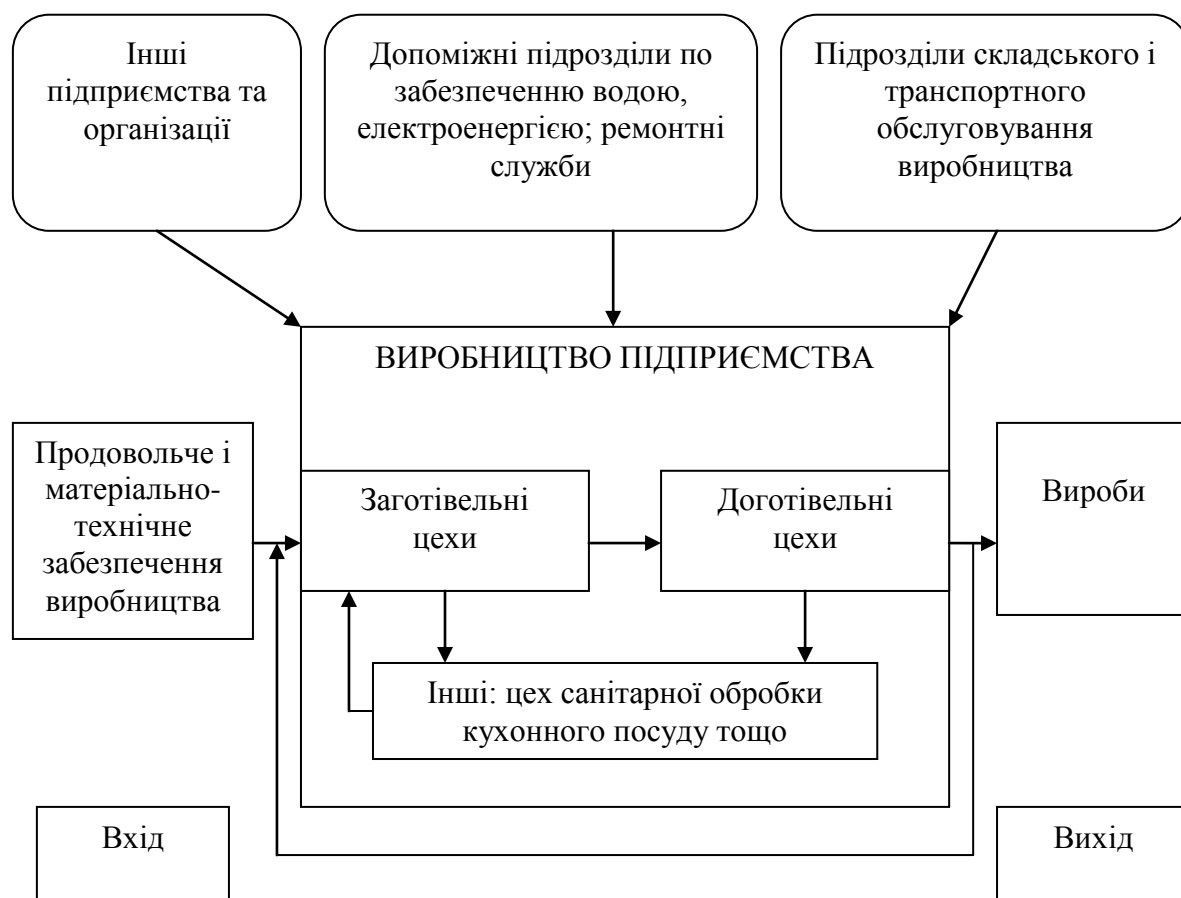 Інші
підприємства та
організації
Допоміжні підрозділи по
забезпеченню водою,
електроенергією; ремонтні
служби
Підрозділи складського і
транспортного
обслуговування
виробництва
ВИРОБНИЦТВО ПІДПРИЄМСТВА
Продовольче і
матеріально-
технічне
забезпечення
виробництва
Заготівельні
цехи
Доготівельні
цехи
Вироби
Інші: цех санітарної обробки
кухонного посуду тощо
Вхід
Вихід